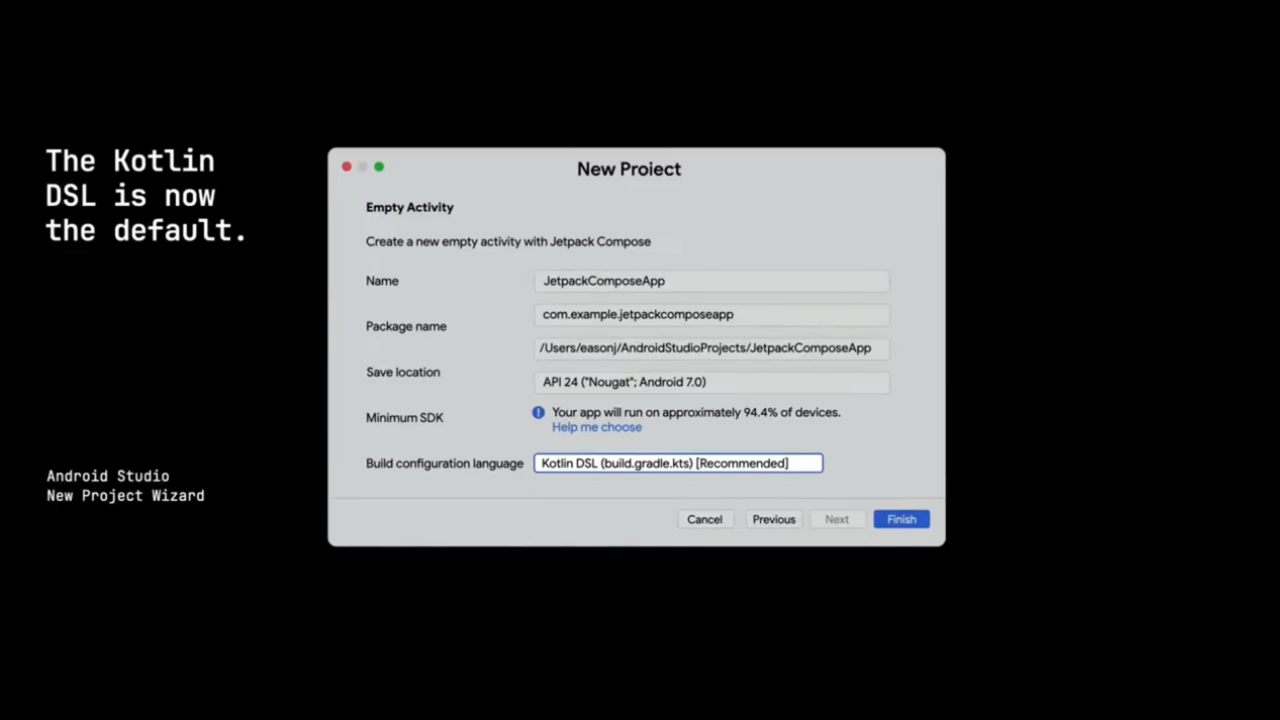 The Kotlin
DSL is now
the default.
Android Studio
New Project Wizard
New Project
Empty Activity
Create a new empty activity with Jetpack Compose
Name
JetpackComposeApp
Package name
com.example.jetpackcomposeapp
Save location
/Users/easonj/AndroidStudioProjects/JetpackComposeApp
Minimum SDK
API 24 ("Nougat"; Android 7.0)
Your app will run on approximately 94.4% of devices.
Help me choose
Build configuration language
Kotlin DSL (build.gradle.kts) [Recommended]
Cancel
Previous
Next
Finish